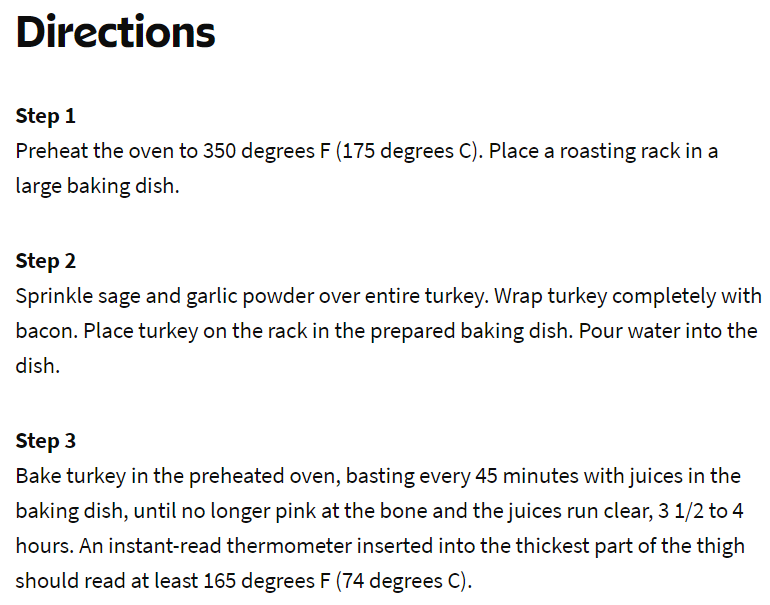 Directions
Step 1
Preheat the oven to 350 degrees F (175 degrees C). Place a roasting rack in a
large baking dish.
Step 2
Sprinkle sage and garlic powder over entire turkey. Wrap turkey completely with
bacon. Place turkey on the rack in the prepared baking dish. Pour water into the
dish.
Step 3
Bake turkey in the preheated oven, basting every 45 minutes with juices in the
baking dish, until no longer pink at the bone and the juices run clear, 3 1/2 to 4
hours. An instant-read thermometer inserted into the thickest part of the thigh
should read at least 165 degrees F (74 degrees C).